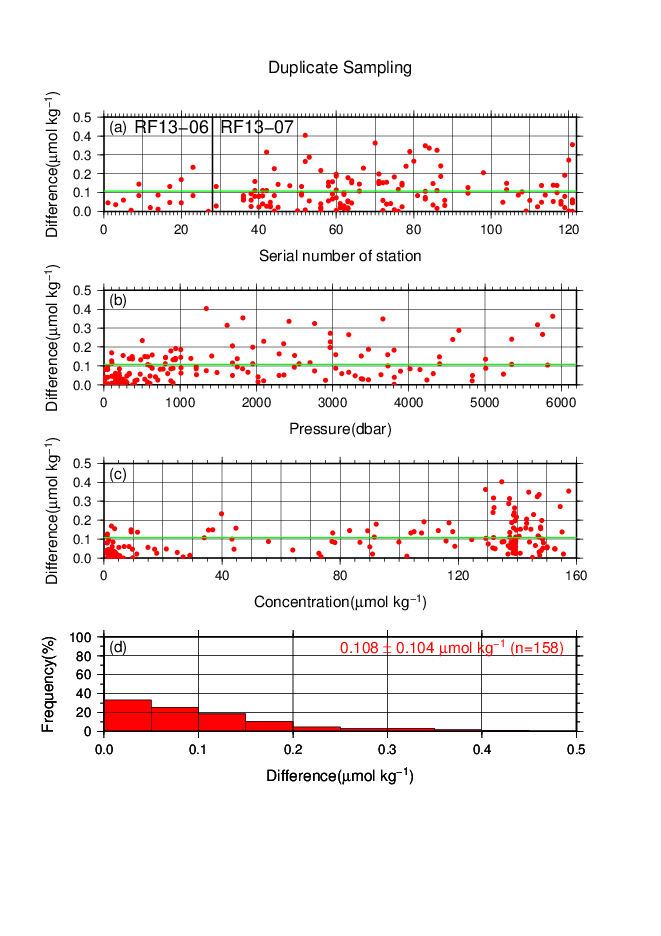 Duplicate Sampling
Difference(μmol kg⁻¹)
0.5
0.4
0.3
0.2
0.1
0.0
(a) RF13−06 RF13−07
0 20 40 60 80 100 120
Serial number of station
Difference(μmol kg⁻¹)
0.5
0.4
0.3
0.2
0.1
0.0
(b)
0 1000 2000 3000 4000 5000 6000
Pressure(dbar)
Difference(μmol kg⁻¹)
0.5
0.4
0.3
0.2
0.1
0.0
(c)
0 40 80 120 160
Concentration(μmol kg⁻¹)
Frequency(%)
100
80
60
40
20
0
(d) 0.108 ± 0.104 μmol kg⁻¹ (n=158)
0.0 0.1 0.2 0.3 0.4 0.5
Difference(μmol kg⁻¹)